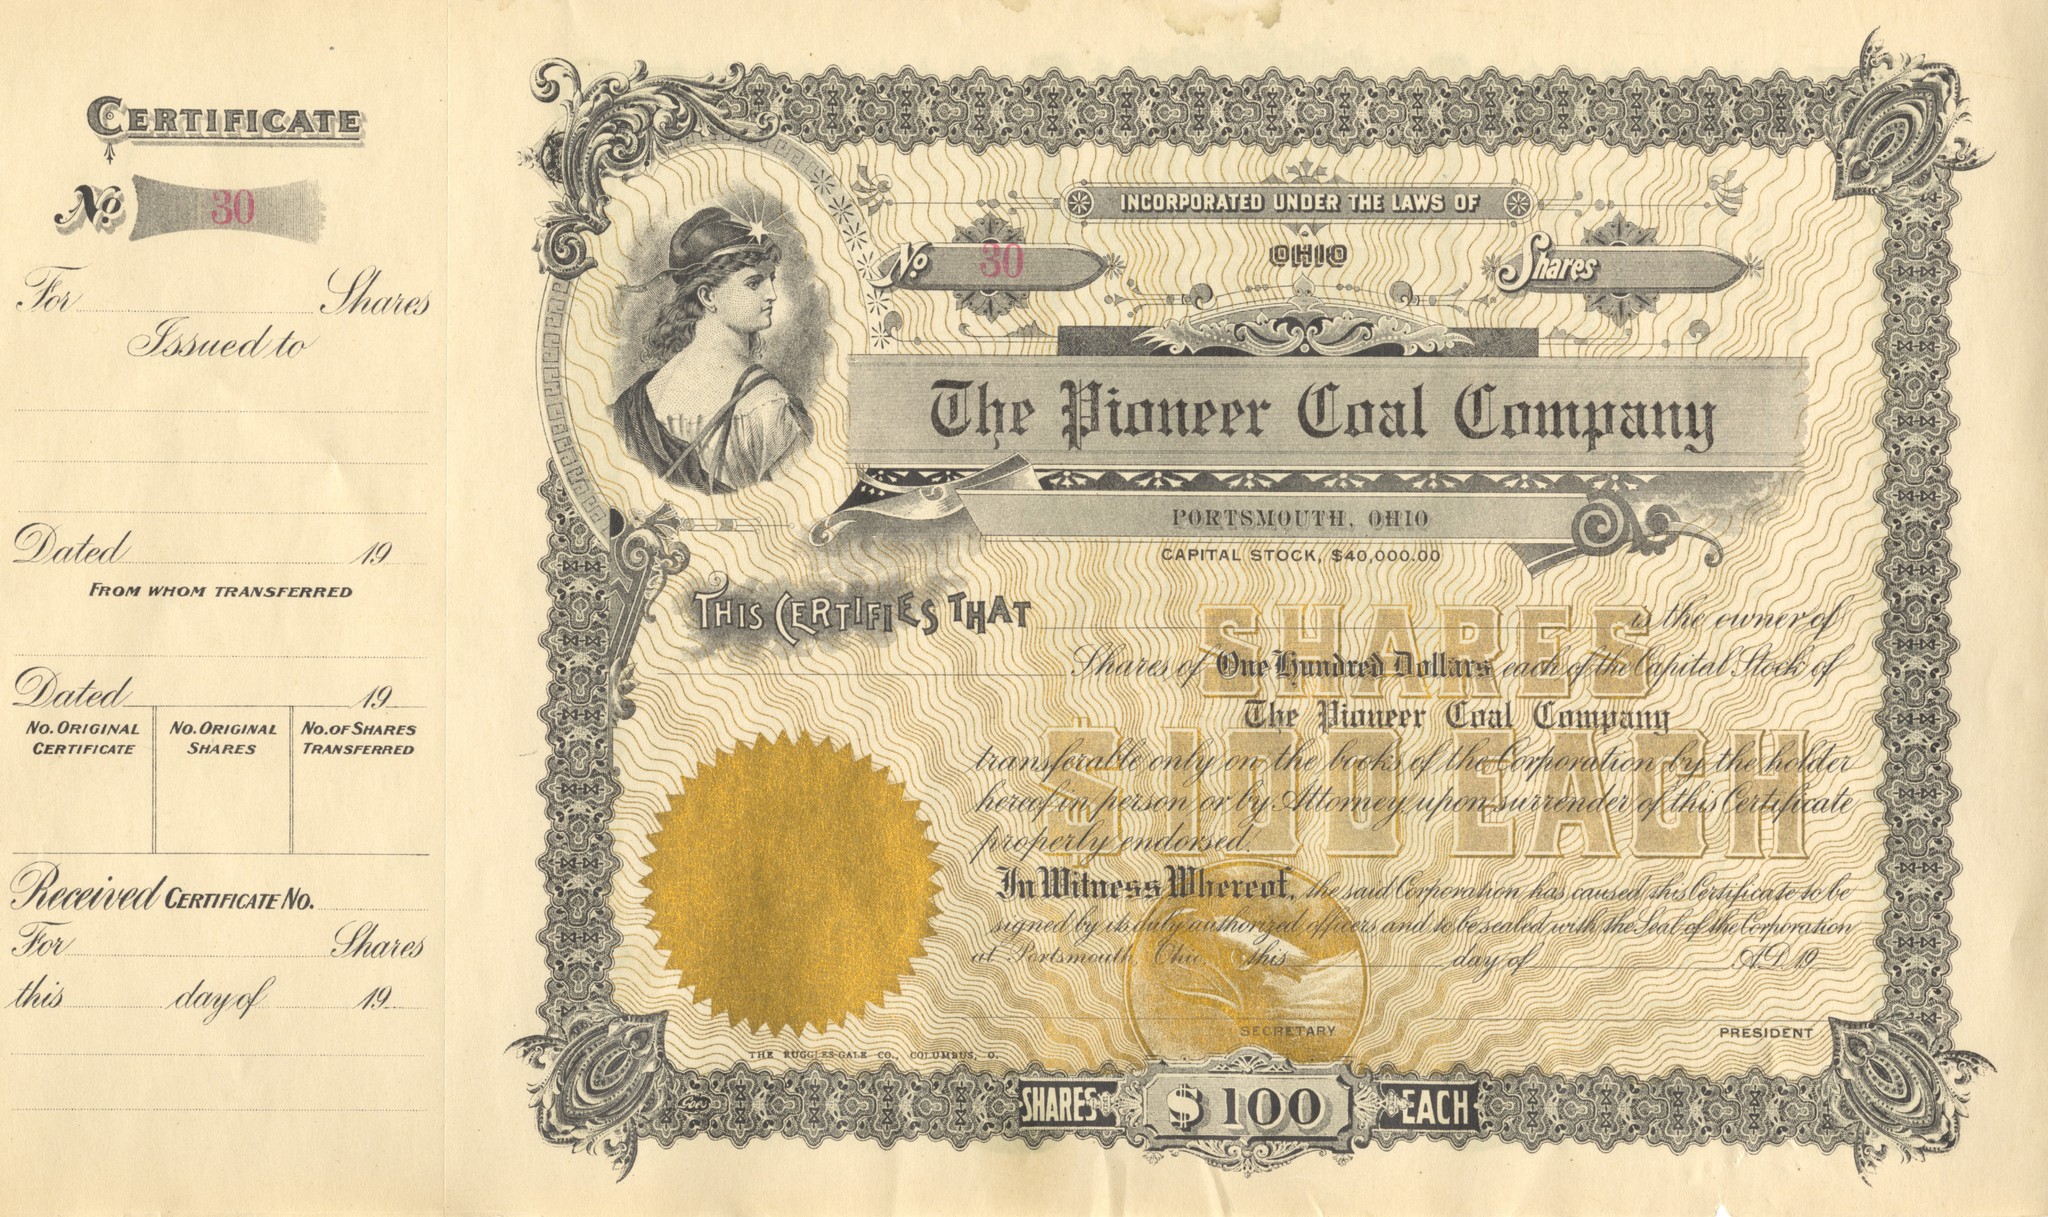 CERTIFICATE
No 30
For Shares
Issued to
Dated 19
FROM WHOM TRANSFERRED
Dated 19
NO. ORIGINAL CERTIFICATE
NO. ORIGINAL SHARES
NO. OF SHARES TRANSFERRED
Received CERTIFICATE NO.
For Shares
this day of 19
INCORPORATED UNDER THE LAWS OF
OHIO
No 30
Shares
The Pioneer Coal Company
PORTSMOUTH, OHIO
CAPITAL STOCK, $40,000.00
THIS CERTIFIES THAT is the owner of
Shares of One Hundred Dollars each of the Capital Stock of
The Pioneer Coal Company
transferable only on the books of the Corporation by the holder
hereof in person or by Attorney upon surrender of this Certificate
properly endorsed.
SHARES
$100 EACH
In Witness Whereof, the said Corporation has caused this Certificate to be
signed by its duly authorized officers and to be sealed with the Seal of the Corporation
at Portsmouth, Ohio, this day of A.D. 19
SECRETARY
PRESIDENT
THE RUGGLES-GALE CO., COLUMBUS, O.
SHARES $100 EACH